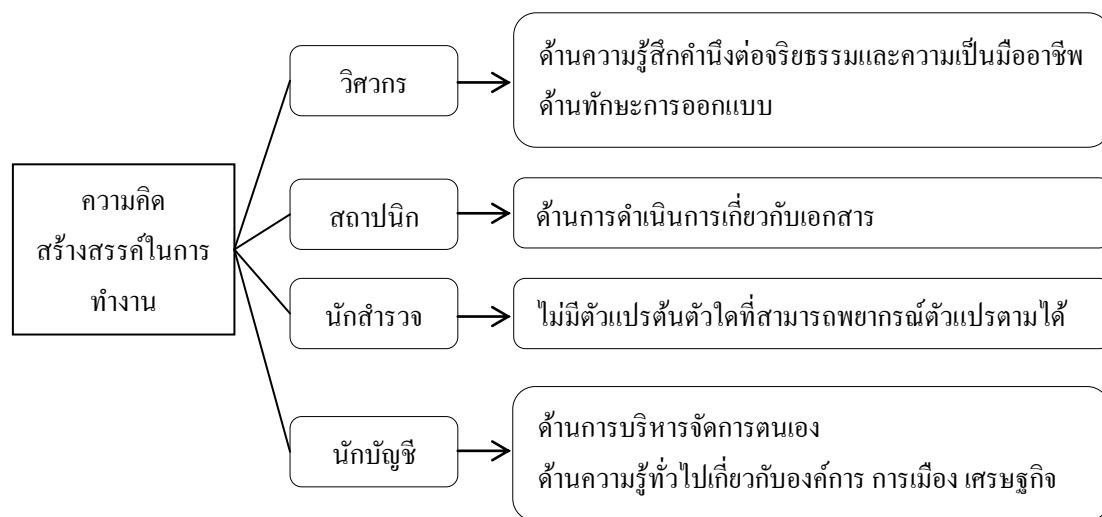 ความคิด
สร้างสรรค์ในการ
ทำงาน
วิศวกร
ด้านความรู้สึกคำนึงต่อจริยธรรมและความเป็นมืออาชีพ
ด้านทักษะการออกแบบ
สถาปนิก
ด้านการดำเนินการเกี่ยวกับเอกสาร
นักสำรวจ
ไม่มีตัวแปรต้นตัวใดที่สามารถพยากรณ์ตัวแปรตามได้
นักบัญชี
ด้านการบริหารจัดการตนเอง
ด้านความรู้ทั่วไปเกี่ยวกับองค์การ การเมือง เศรษฐกิจ